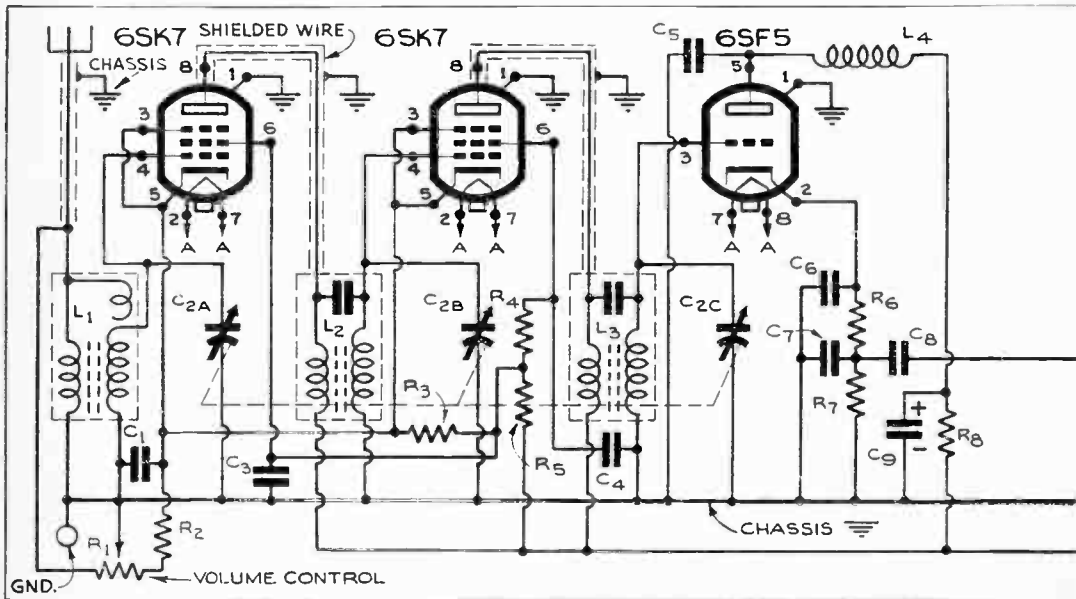 6SK7
SHIELDED WIRE
6SK7
6SF5
CHASSIS
C5
L4
8
1
8
1
5
1
3
6
4
5
2
7
A
A
3
6
4
5
2
7
A
A
3
2
7
8
A
A
L1
C2A
L2
C2B
R4
L3
C2C
C6
R6
C7
C8
R7
R3
C1
C3
R5
C4
C9
+
-
R8
R1
R2
CHASSIS
GND.
VOLUME CONTROL